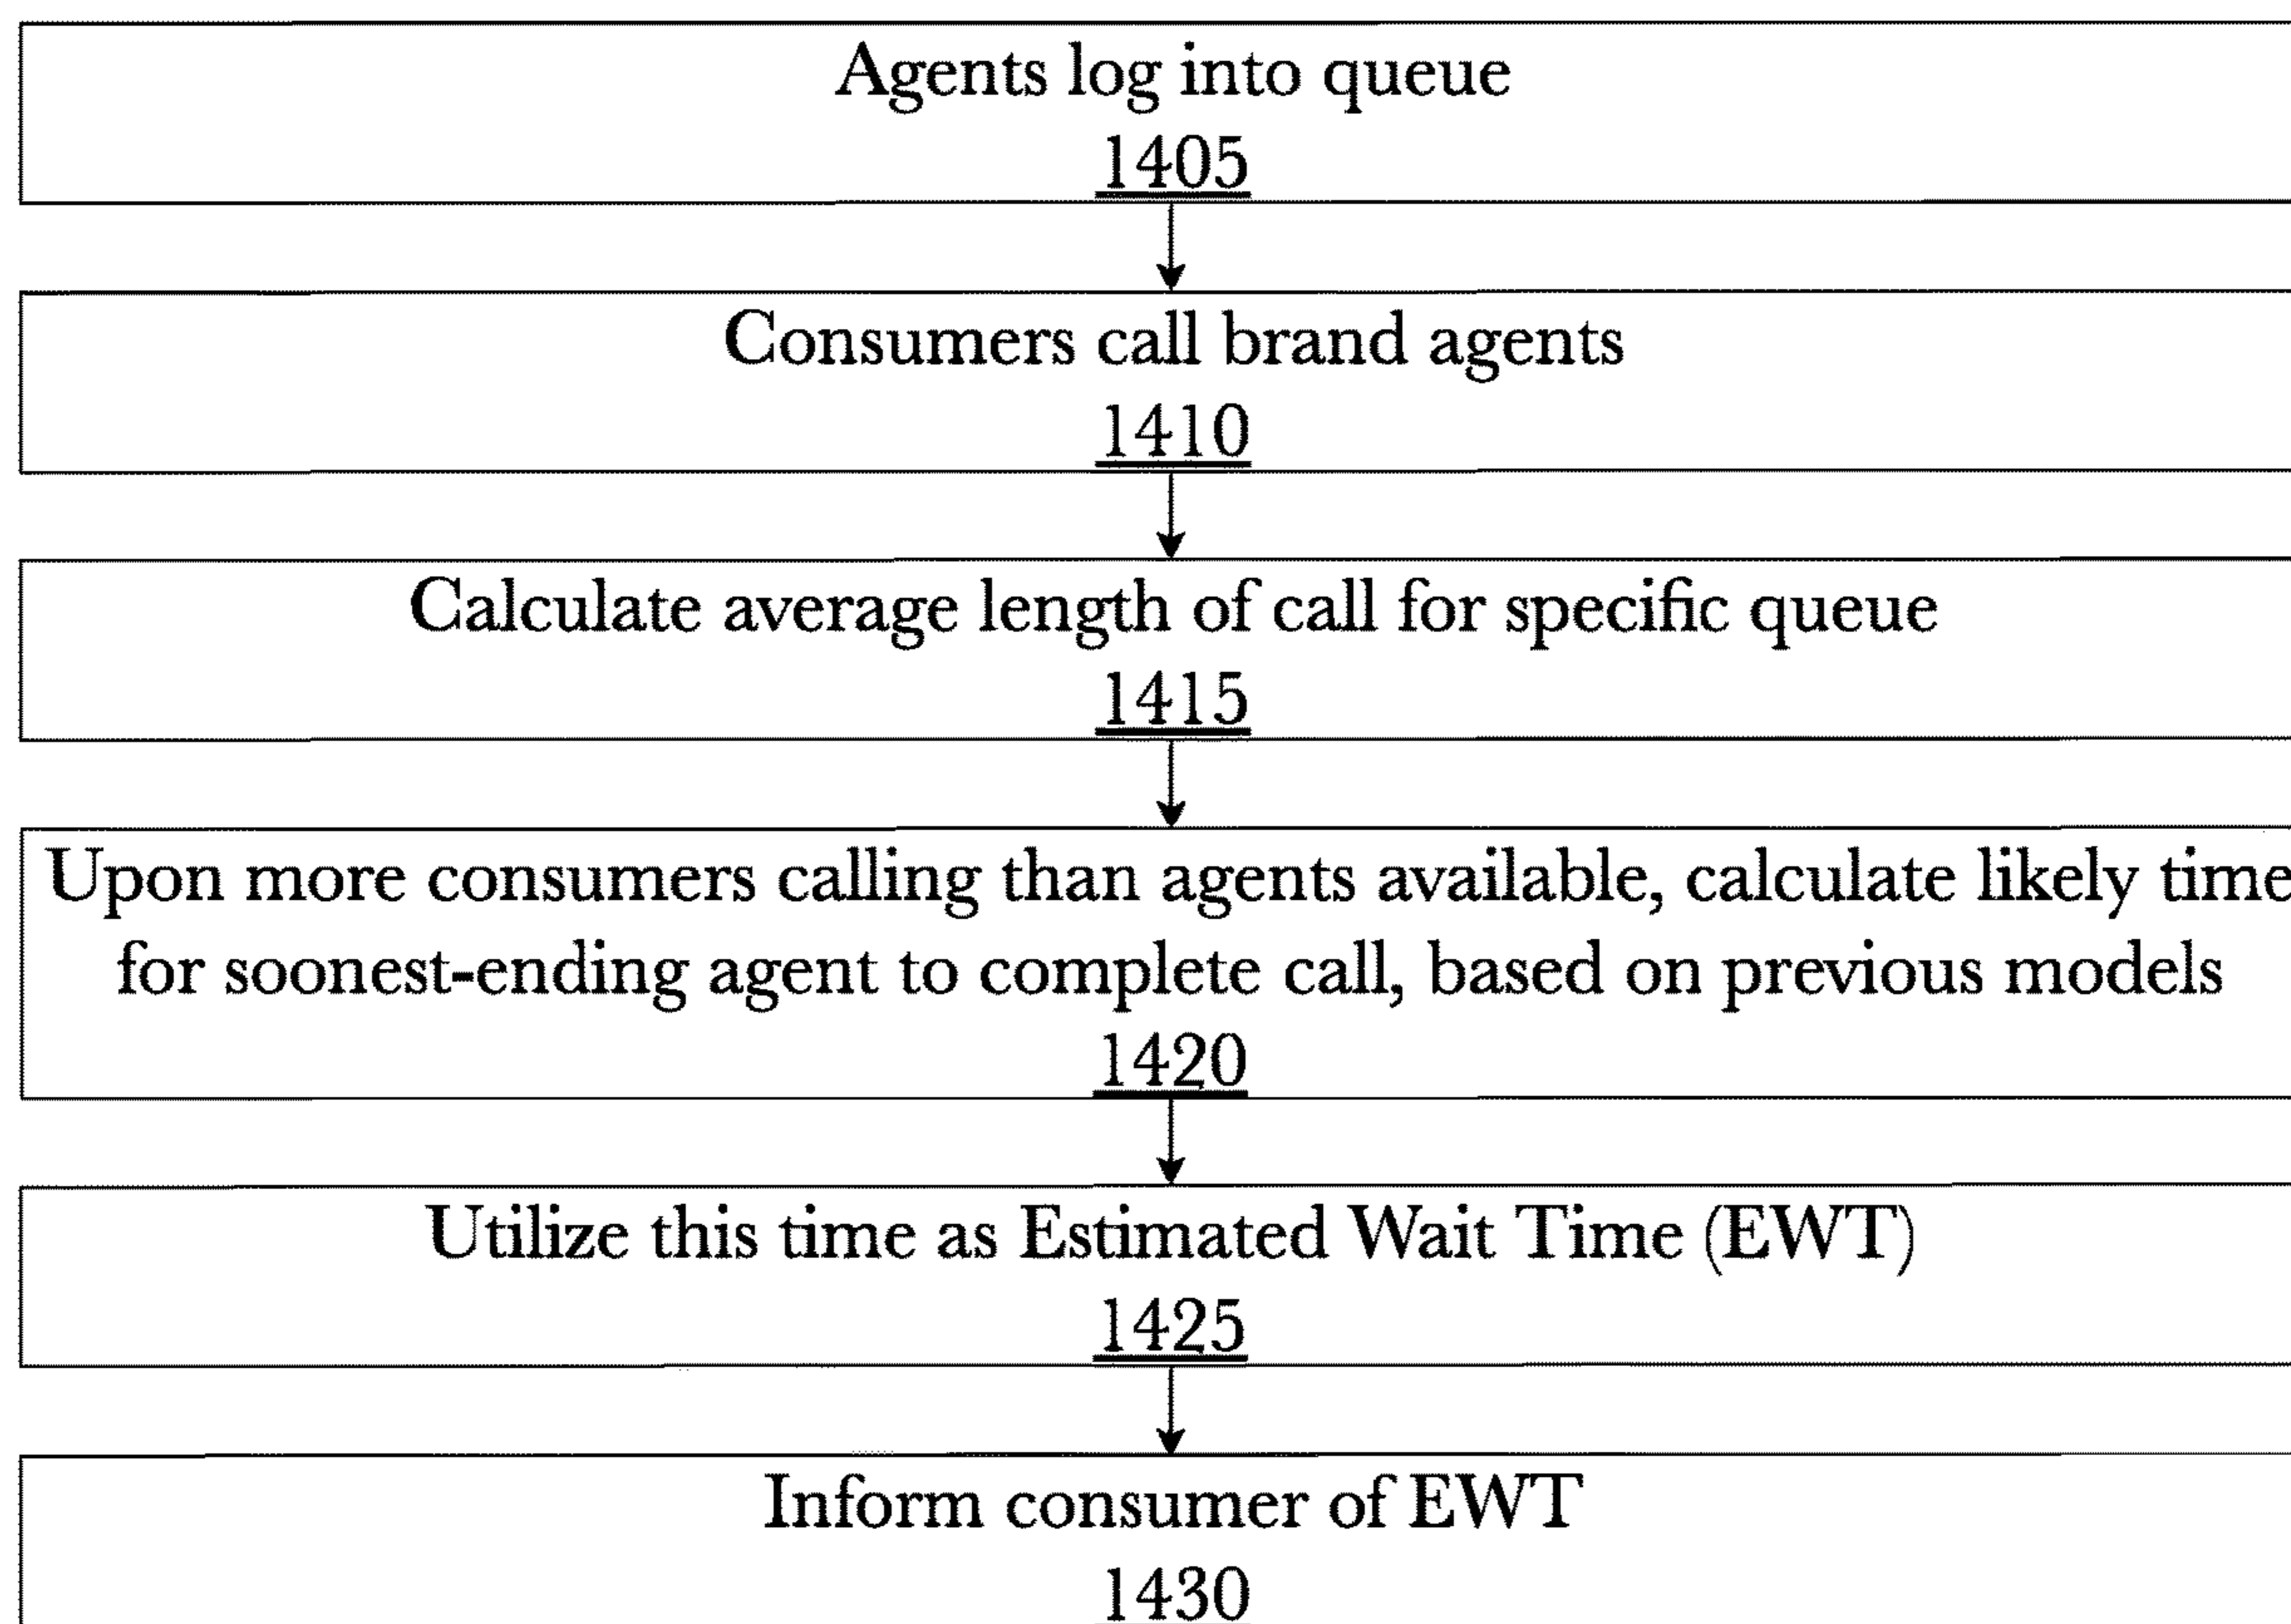 Agents log into queue
1405
Consumers call brand agents
1410
Calculate average length of call for specific queue
1415
Upon more consumers calling than agents available, calculate likely time
for soonest-ending agent to complete call, based on previous models
1420
Utilize this time as Estimated Wait Time (EWT)
1425
Inform consumer of EWT
1430